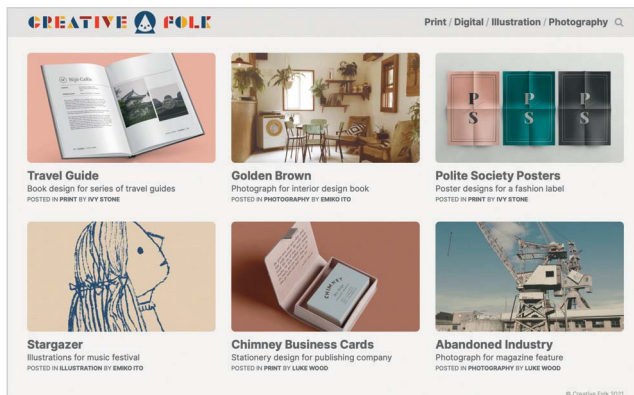 CREATIVE FOLK
Print / Digital / Illustration / Photography
P
S
P
S
P
S
Travel Guide
Book design for series of travel guides
POSTED IN PRINT BY IVY STONE
Golden Brown
Photograph for interior design book
POSTED IN PHOTOGRAPHY BY EMIKO ITO
Polite Society Posters
Poster designs for a fashion label
POSTED IN PRINT BY IVY STONE
CHIMNEY
Stargazer
Illustrations for music festival
POSTED IN ILLUSTRATION BY EMIKO ITO
Chimney Business Cards
Stationery design for publishing company
POSTED IN PRINT BY LUKE WOOD
Abandoned Industry
Photograph for magazine feature
POSTED IN PHOTOGRAPHY BY LUKE WOOD
© Creative Folk 2021